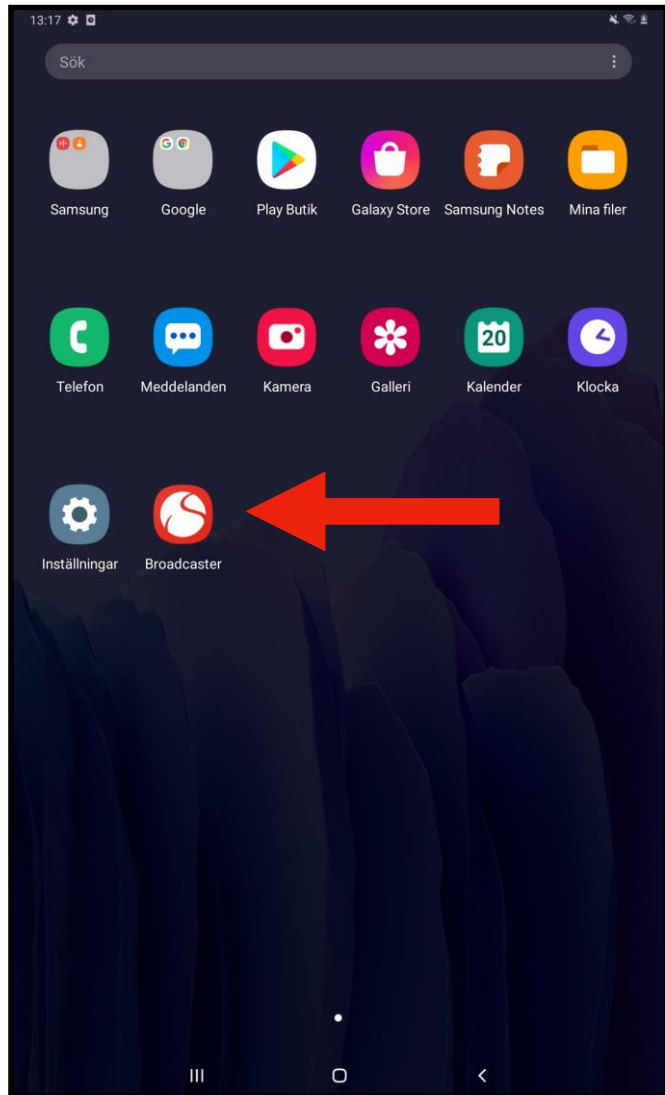 13:17
Sök
Samsung
Google
Play Butik
Galaxy Store
Samsung Notes
Mina filer
20
Telefon
Meddelanden
Kamera
Galleri
Kalender
Klocka
Inställningar
Broadcaster